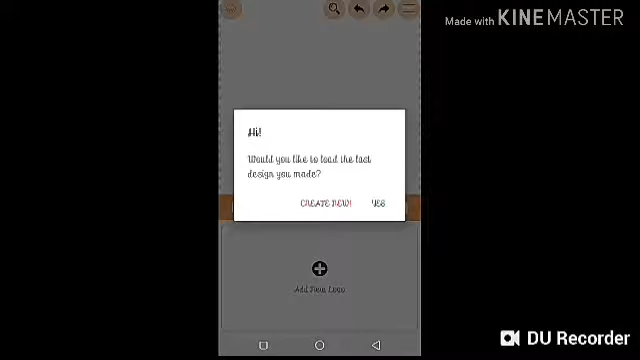 Made with KINEMASTER
Hi!
Would you like to load the last
design you made?
CREATE NEW! YES
Add New Logo
DU Recorder